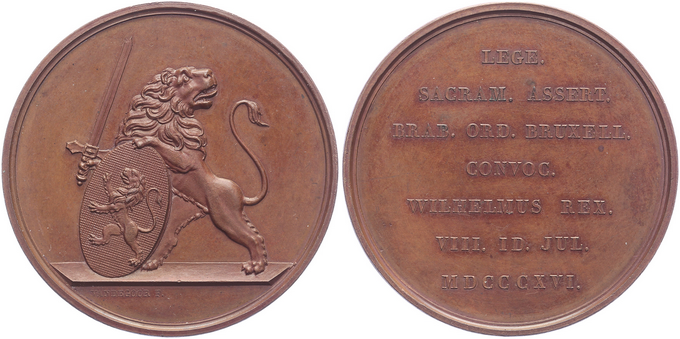 LEGE.
SACRAM. ASSERT.
BRAB. ORD. BRUXELL.
CONVOC.
WILHELMUS REX.
VIII. ID. JUL.
MDCCCXVI.